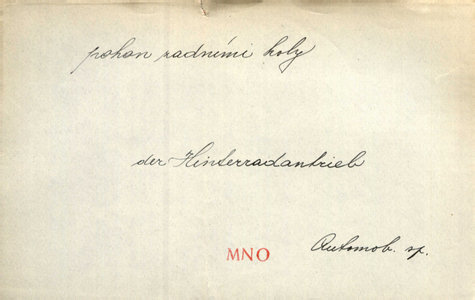 pohon zadními koly
der Hinterradantrieb
MNO
Automob. sp.